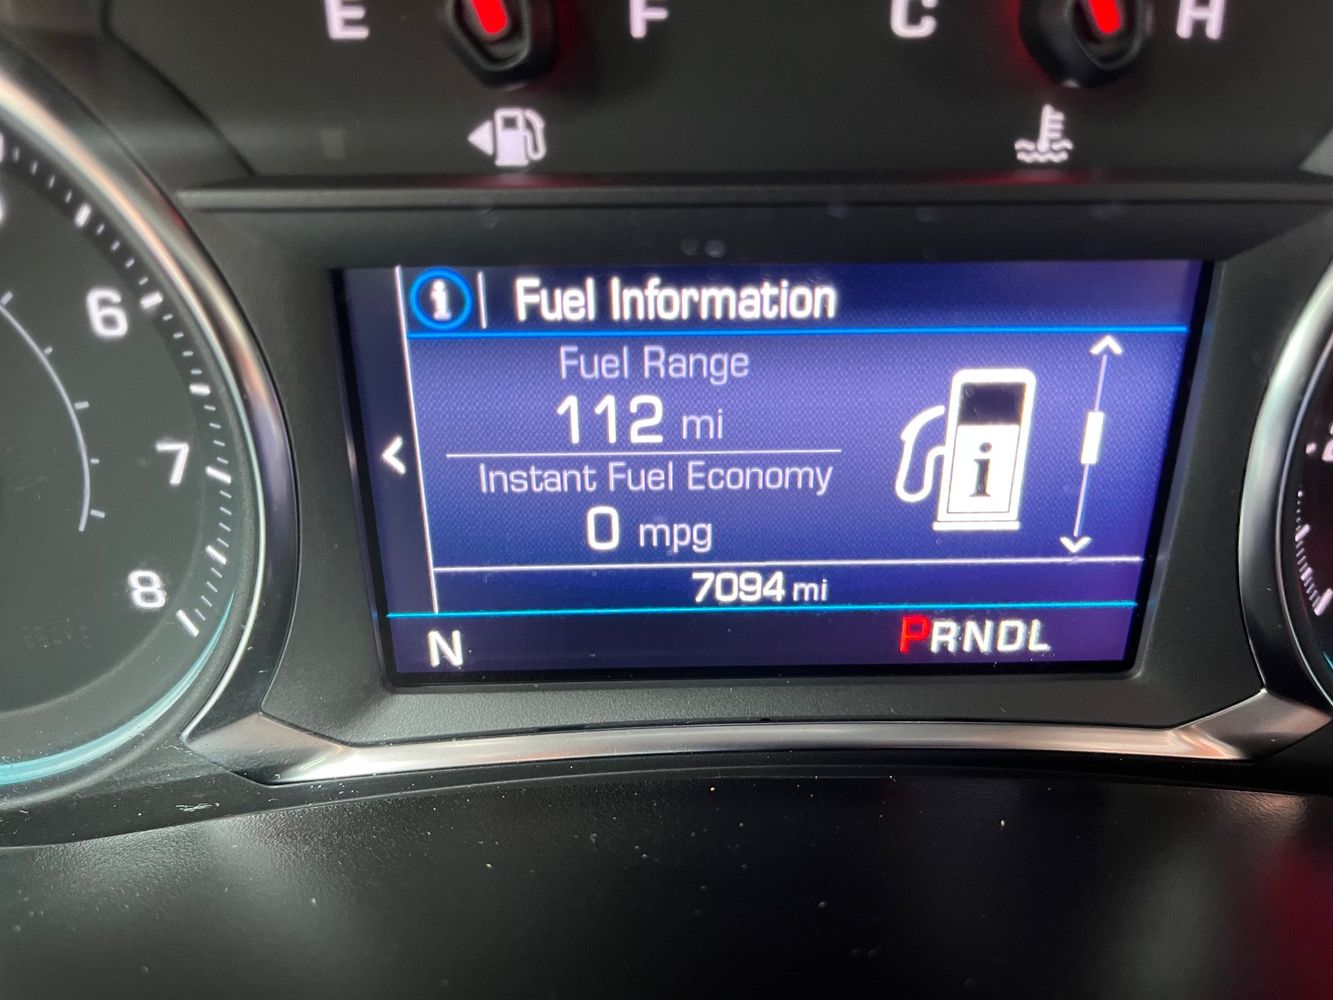 E F C H
6
7
8
i Fuel Information
Fuel Range
112 mi
Instant Fuel Economy
0 mpg
i
7094 mi
N PRNDL